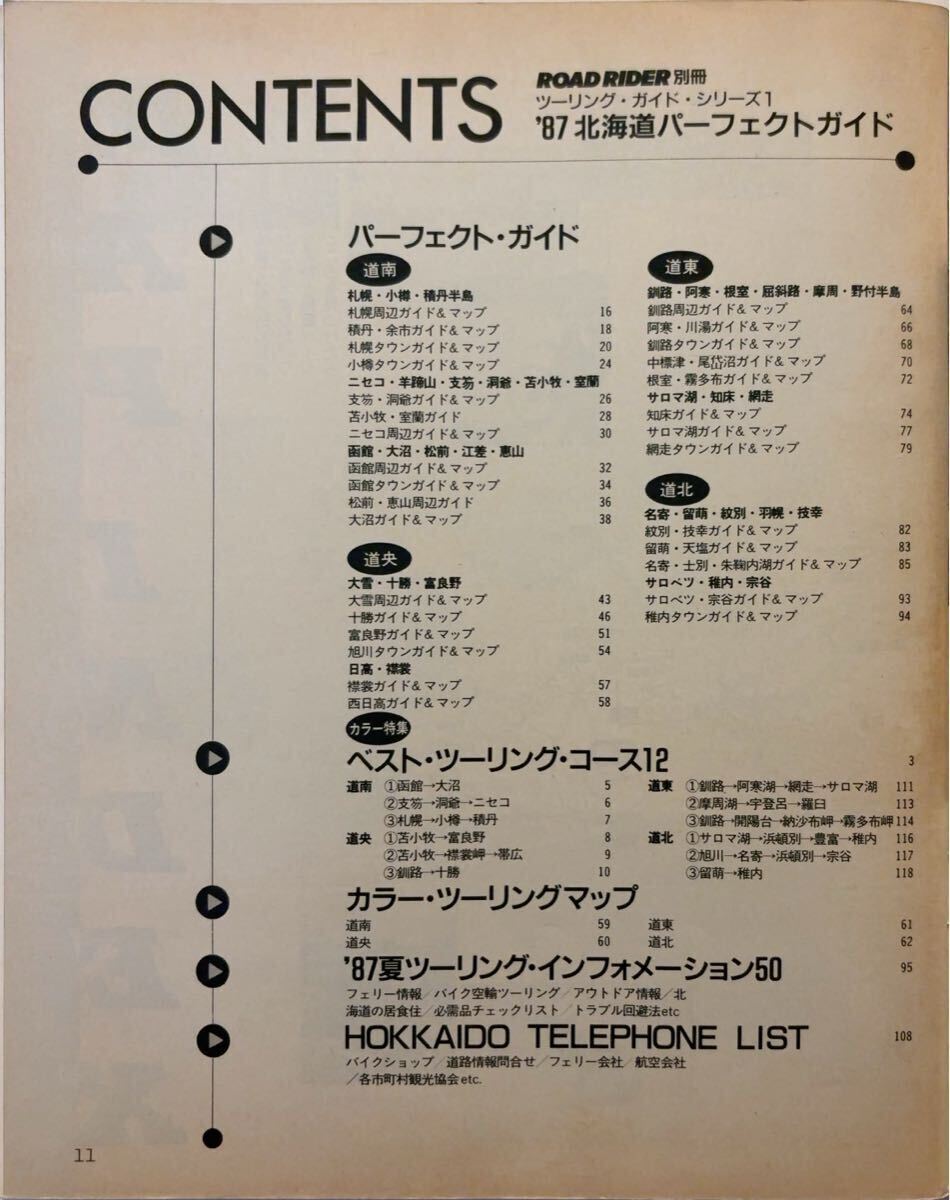 CONTENTS
ROAD RIDER 別冊
ツーリング・ガイド・シリーズ1
'87 北海道パーフェクトガイド
パーフェクト・ガイド
道南
札幌・小樽・積丹半島
札幌周辺ガイド&マップ 16
積丹・余市ガイド&マップ 18
札幌タウンガイド&マップ 20
小樽タウンガイド&マップ 24
ニセコ・羊蹄山・支笏・洞爺・苫小牧・室蘭
支笏・洞爺ガイド&マップ 26
苫小牧・室蘭ガイド 28
ニセコ周辺ガイド&マップ 30
函館・大沼・松前・江差・恵山
函館周辺ガイド&マップ 32
函館タウンガイド&マップ 34
松前・恵山周辺ガイド 36
大沼ガイド&マップ 38
道央
大雪・十勝・富良野
大雪周辺ガイド&マップ 43
十勝ガイド&マップ 46
富良野ガイド&マップ 51
旭川タウンガイド&マップ 54
日高・襟裳
襟裳ガイド&マップ 57
西日高ガイド&マップ 58
道東
釧路・阿寒・根室・屈斜路・摩周・野付半島
釧路周辺ガイド&マップ 64
阿寒・川湯ガイド&マップ 66
釧路タウンガイド&マップ 68
中標津・尾岱沼ガイド&マップ 70
根室・霧多布ガイド&マップ 72
サロマ湖・知床・網走
知床ガイド&マップ 74
サロマ湖ガイド&マップ 77
網走タウンガイド&マップ 79
道北
名寄・留萌・紋別・羽幌・技幸
紋別・技幸ガイド&マップ 82
留萌・天塩ガイド&マップ 83
名寄・士別・朱鞠内湖ガイド&マップ 85
サロベツ・稚内・宗谷
サロベツ・宗谷ガイド&マップ 93
稚内タウンガイド&マップ 94
カラー特集
ベスト・ツーリング・コース12 3
道南 ①函館→大沼 5
②支笏→洞爺→ニセコ 6
③札幌→小樽→積丹 7
道央 ①苫小牧→富良野 8
②苫小牧→襟裳岬→帯広 9
③釧路→十勝 10
道東 ①釧路→阿寒湖→網走→サロマ湖 111
②摩周湖→宇登呂→羅臼 113
③釧路→開陽台→納沙布岬→霧多布岬 114
道北 ①サロマ湖→浜頓別→豊富→稚内 116
②旭川→名寄→浜頓別→宗谷 117
③留萌→稚内 118
カラー・ツーリングマップ
道南 59
道央 60
道東 61
道北 62
'87夏ツーリング・インフォメーション50 95
フェリー情報/バイク空輸ツーリング/アウトドア情報/北
海道の居食住/必需品チェックリスト/トラブル回避法etc
HOKKAIDO TELEPHONE LIST 108
バイクショップ/道路情報問合せ/フェリー会社/航空会社
/各市町村観光協会etc.
11